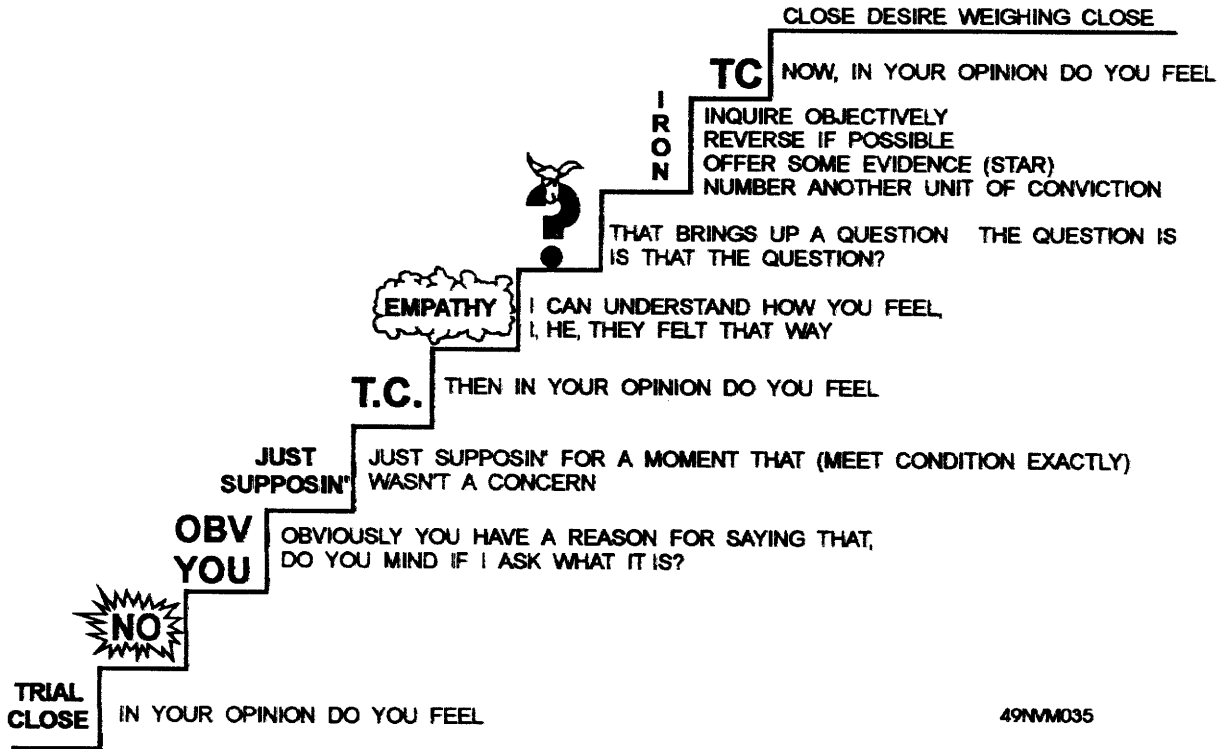 CLOSE DESIRE WEIGHING CLOSE
TC
NOW, IN YOUR OPINION DO YOU FEEL
IRON
INQUIRE OBJECTIVELY
REVERSE IF POSSIBLE
OFFER SOME EVIDENCE (STAR)
NUMBER ANOTHER UNIT OF CONVICTION
?
THAT BRINGS UP A QUESTION THE QUESTION IS
IS THAT THE QUESTION?
EMPATHY
I CAN UNDERSTAND HOW YOU FEEL,
I, HE, THEY FELT THAT WAY
T.C.
THEN IN YOUR OPINION DO YOU FEEL
JUST
SUPPOSIN'
JUST SUPPOSIN' FOR A MOMENT THAT (MEET CONDITION EXACTLY)
WASN'T A CONCERN
OBV
YOU
OBVIOUSLY YOU HAVE A REASON FOR SAYING THAT,
DO YOU MIND IF I ASK WHAT IT IS?
NO
TRIAL
CLOSE
IN YOUR OPINION DO YOU FEEL
49NVM035